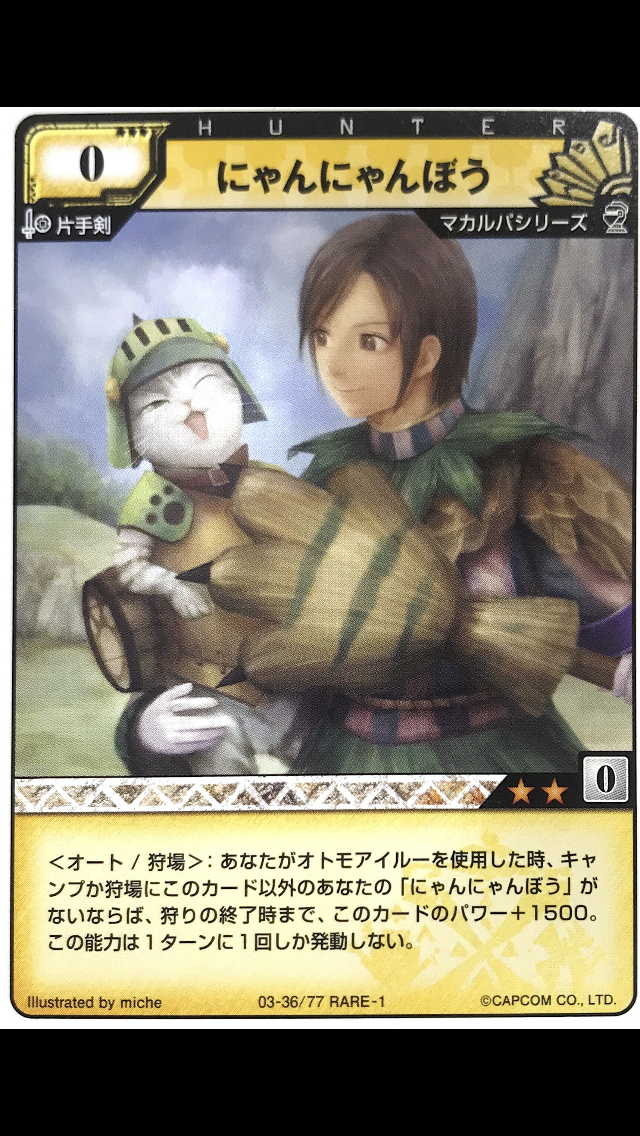 HUNTER
0
にゃんにゃんぼう
片手剣
マカルパシリーズ
0
＜オート / 狩場＞：あなたがオトモアイルーを使用した時、キャ
ンプか狩場にこのカード以外のあなたの「にゃんにゃんぼう」が
ないならば、狩りの終了時まで、このカードのパワー＋1500。
この能力は１ターンに１回しか発動しない。
Illustrated by miche
03-36/77 RARE-1
©CAPCOM CO., LTD.